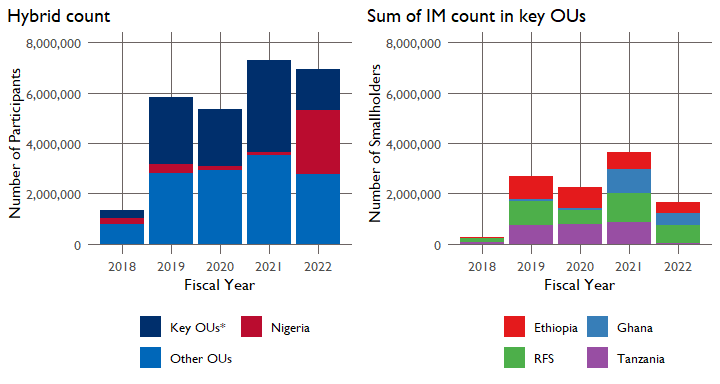 Hybrid count
Number of Participants
8,000,000
6,000,000
4,000,000
2,000,000
0
2018 2019 2020 2021 2022
Fiscal Year
Key OUs* Nigeria
Other OUs
Sum of IM count in key OUs
Number of Smallholders
8,000,000
6,000,000
4,000,000
2,000,000
0
2018 2019 2020 2021 2022
Fiscal Year
Ethiopia Ghana
RFS Tanzania